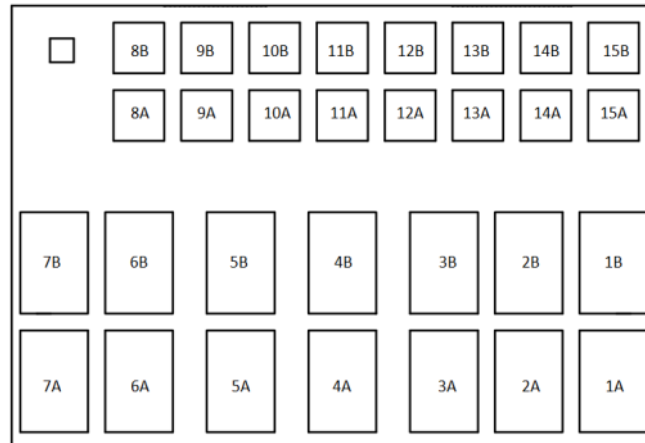 8B 9B 10B 11B 12B 13B 14B 15B
8A 9A 10A 11A 12A 13A 14A 15A
7B 6B 5B 4B 3B 2B 1B
7A 6A 5A 4A 3A 2A 1A